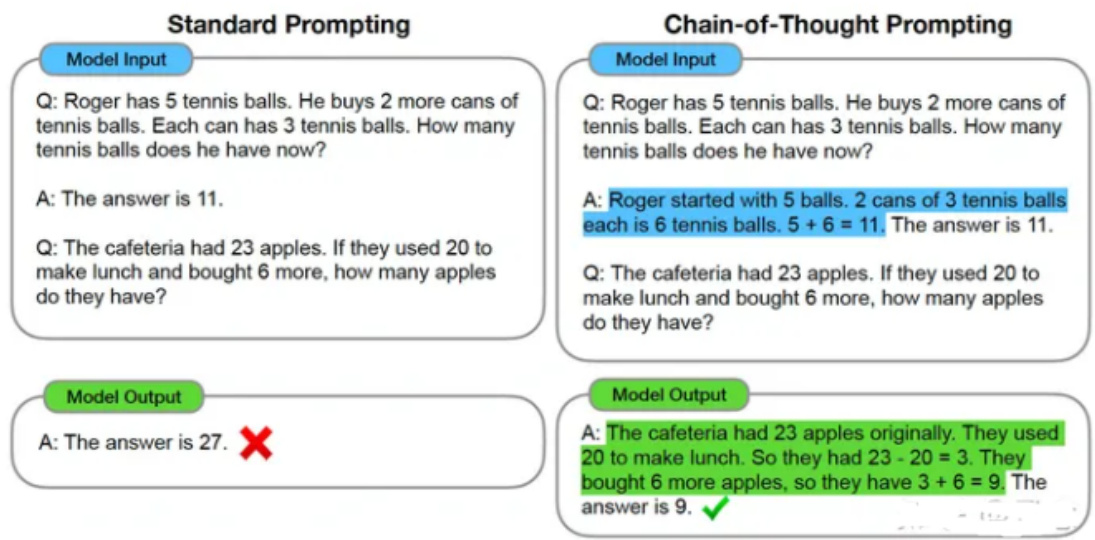 Standard Prompting
Model Input
Q: Roger has 5 tennis balls. He buys 2 more cans of
tennis balls. Each can has 3 tennis balls. How many
tennis balls does he have now?
A: The answer is 11.
Q: The cafeteria had 23 apples. If they used 20 to
make lunch and bought 6 more, how many apples
do they have?
Model Output
A: The answer is 27.
Chain-of-Thought Prompting
Model Input
Q: Roger has 5 tennis balls. He buys 2 more cans of
tennis balls. Each can has 3 tennis balls. How many
tennis balls does he have now?
A: Roger started with 5 balls. 2 cans of 3 tennis balls
each is 6 tennis balls. 5 + 6 = 11. The answer is 11.
Q: The cafeteria had 23 apples. If they used 20 to
make lunch and bought 6 more, how many apples
do they have?
Model Output
A: The cafeteria had 23 apples originally. They used
20 to make lunch. So they had 23 - 20 = 3. They
bought 6 more apples, so they have 3 + 6 = 9. The
answer is 9.